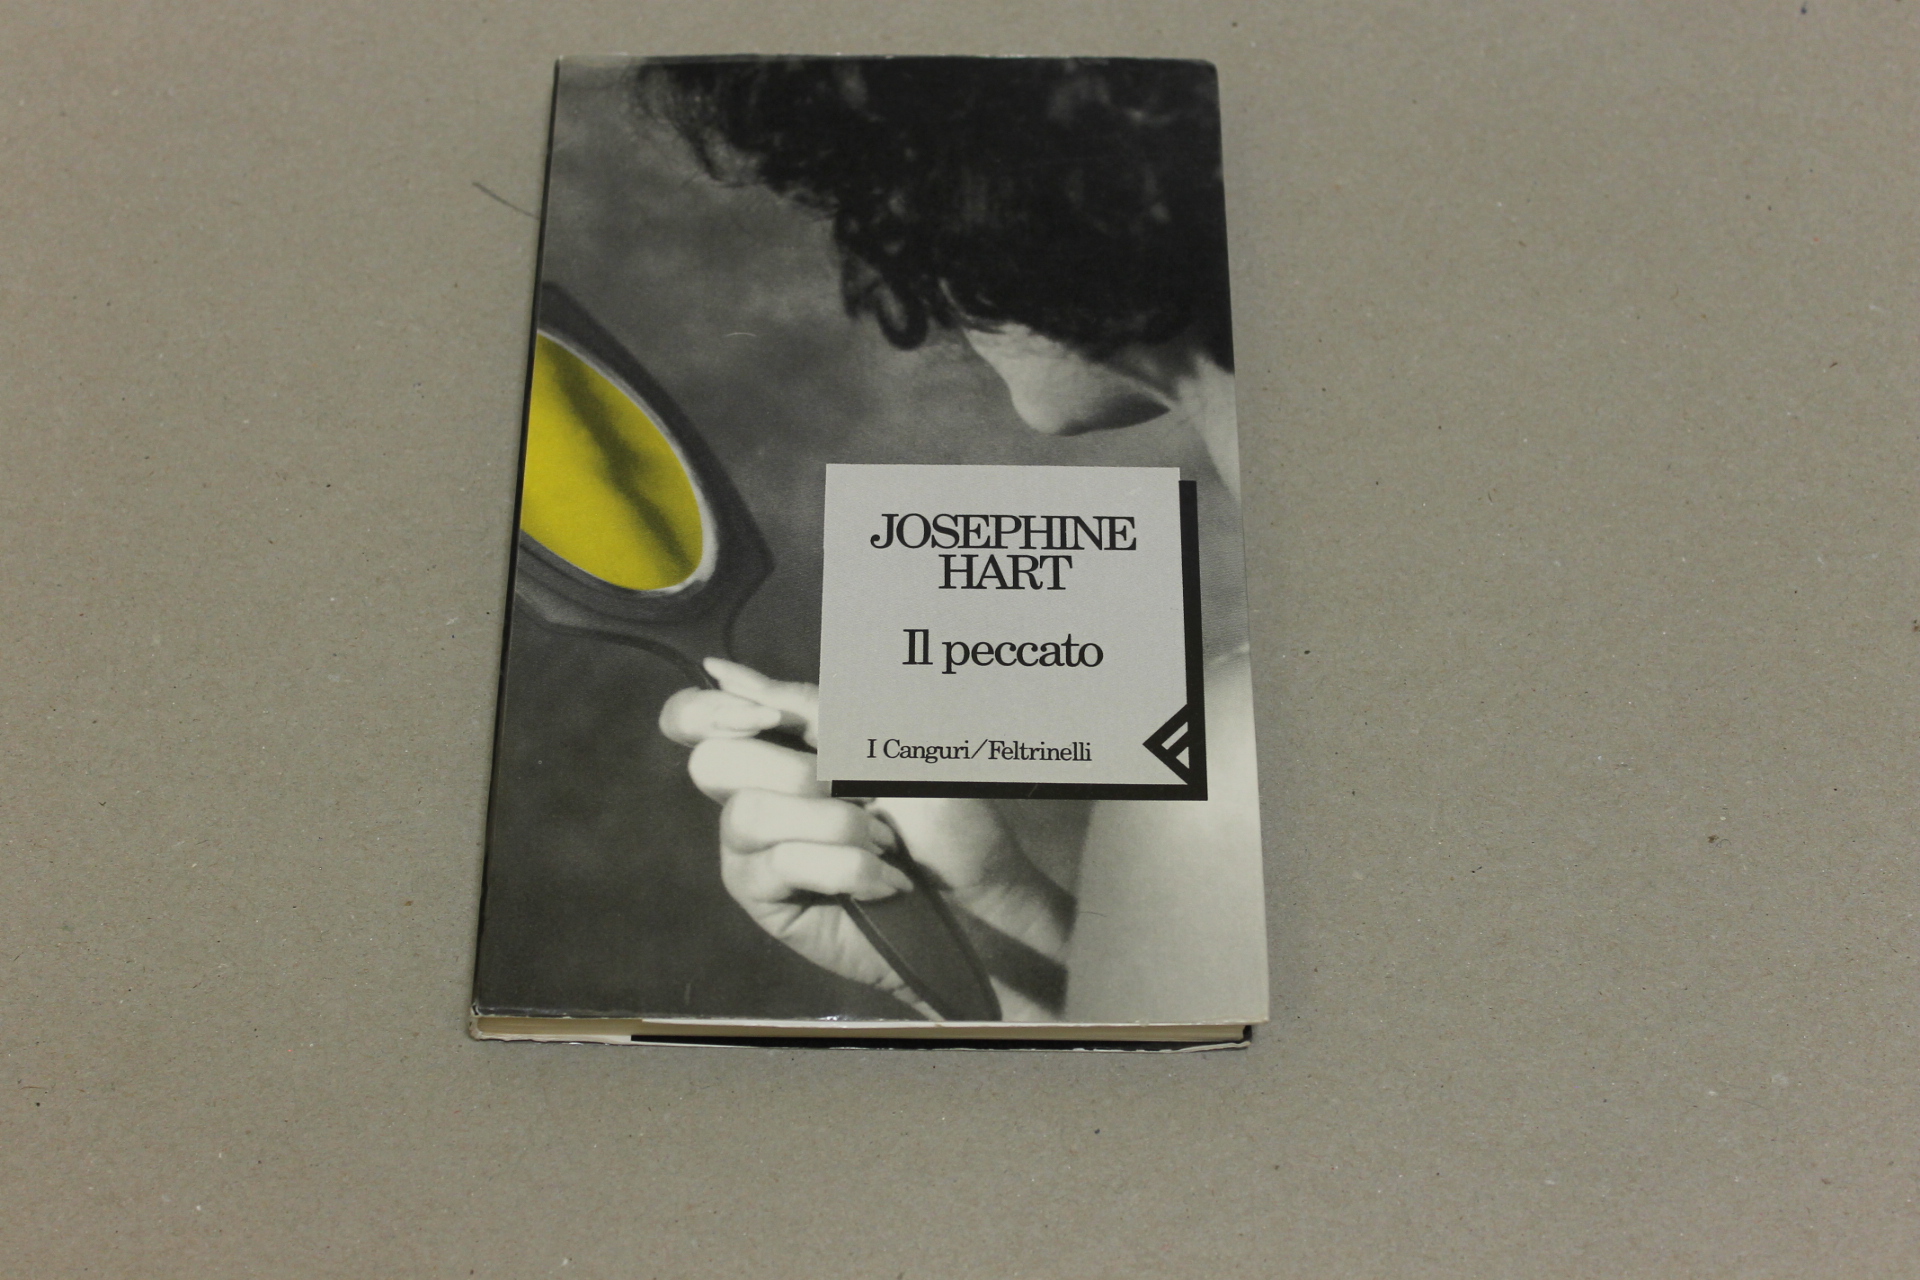 JOSEPHINE
HART
Il peccato
I Canguri/Feltrinelli